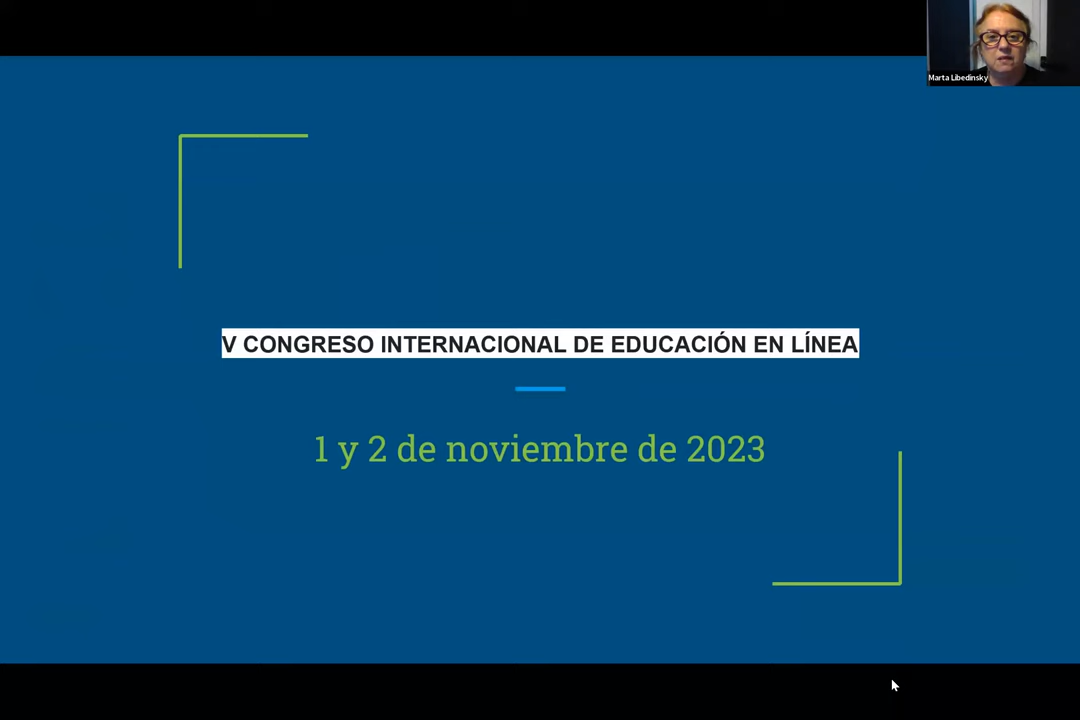 Marta Libedinsky
V CONGRESO INTERNACIONAL DE EDUCACIÓN EN LÍNEA
1 y 2 de noviembre de 2023